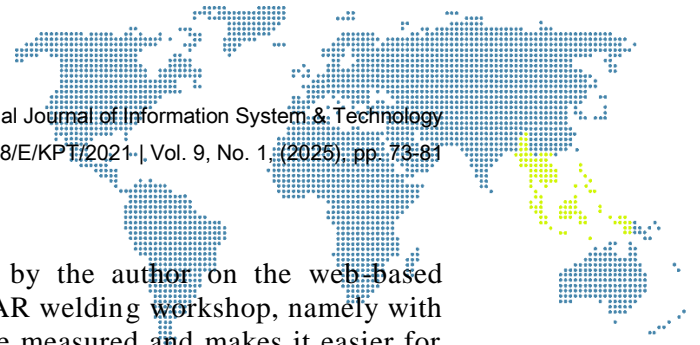 al Journal of Information System & Technology
8/E/KPT/2021 | Vol. 9, No. 1, (2025), pp. 73-81
by the author on the web-based
AR welding workshop, namely with
e measured and makes it easier for